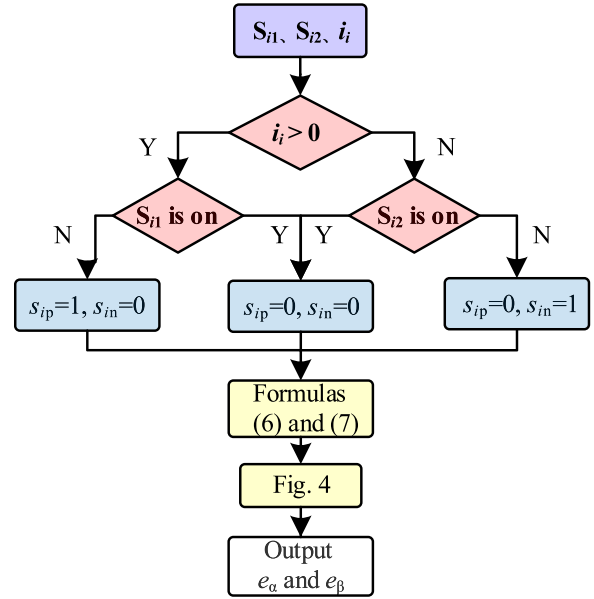 Si1、Si2、ii
ii > 0
Y
N
Si1 is on
Si2 is on
N
Y
Y
N
sip=1, sin=0
sip=0, sin=0
sip=0, sin=1
Formulas
(6) and (7)
Fig. 4
Output
eα and eβ